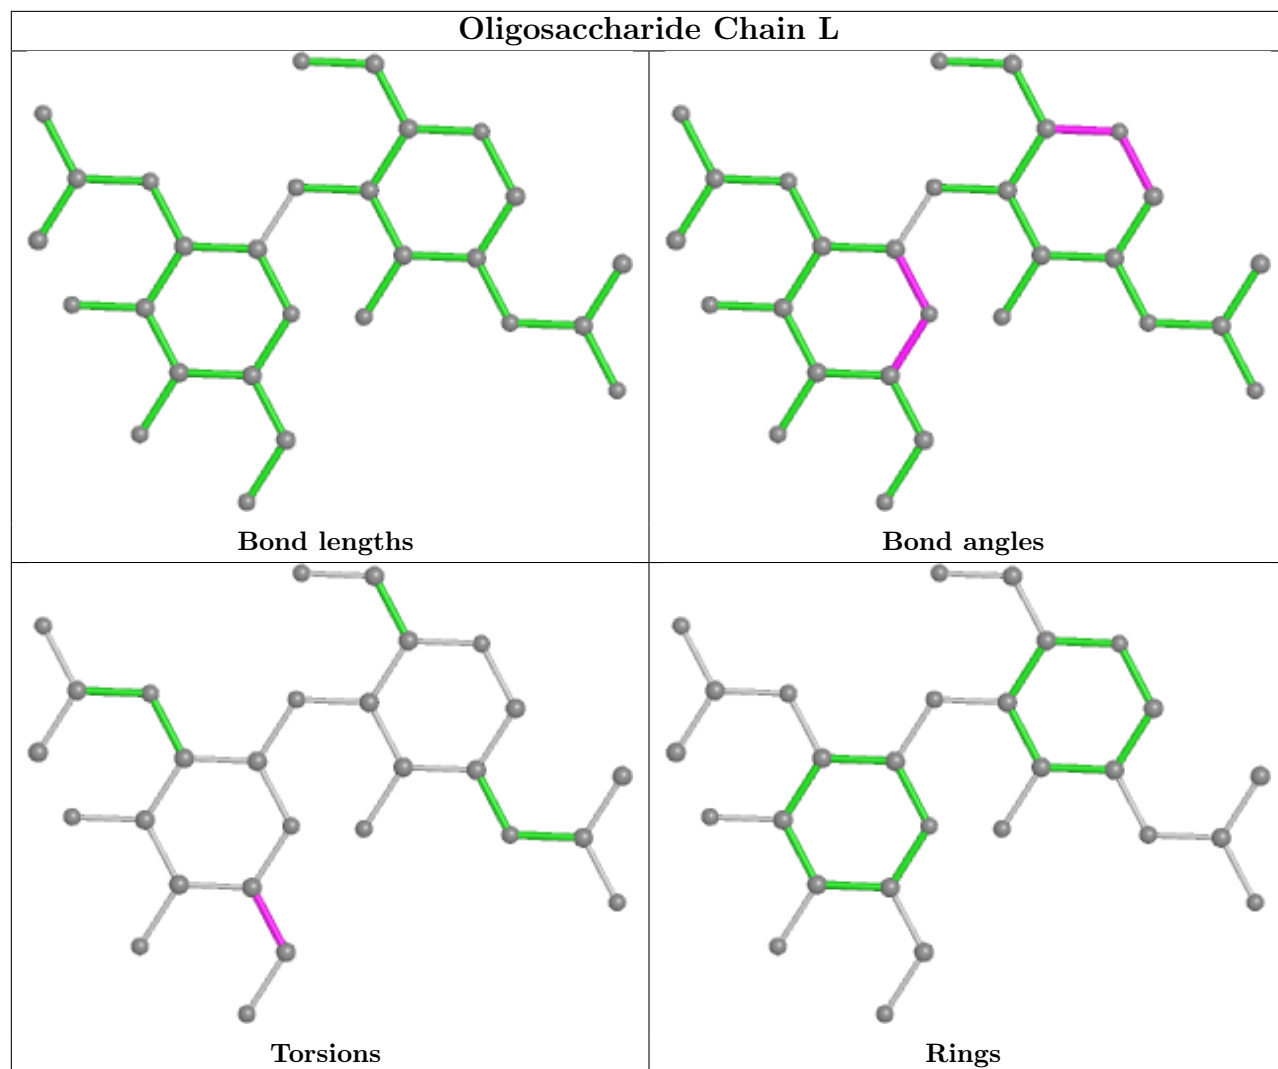 Oligosaccharide Chain L
Bond lengths
Bond angles
Torsions
Rings